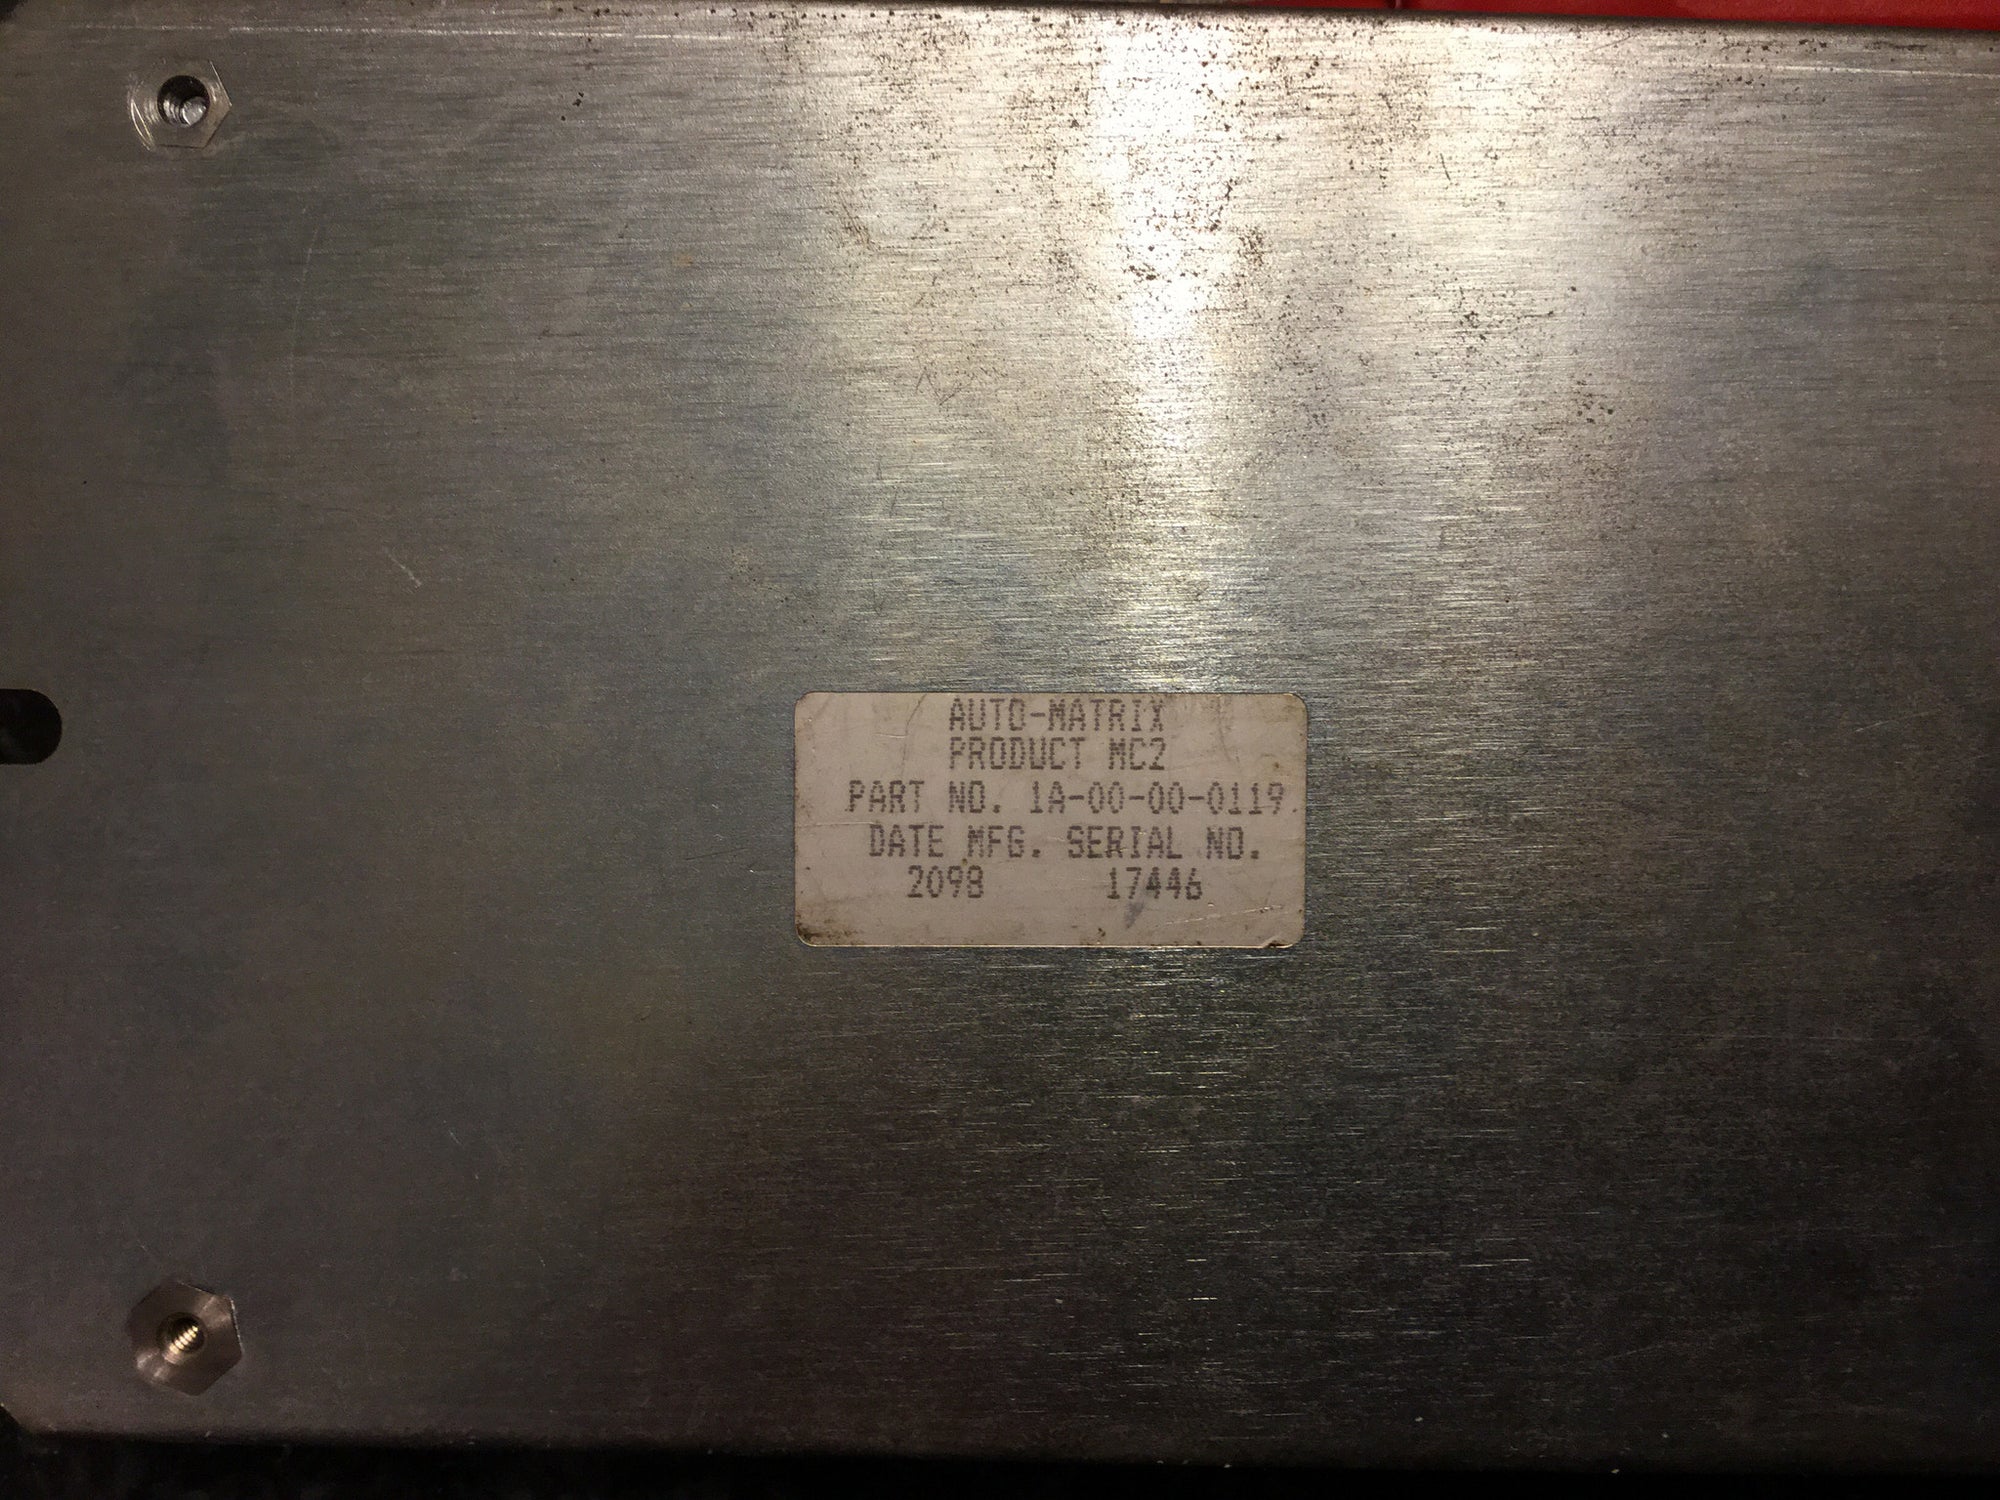 AUTO-MATRIX
PRODUCT MC2
PART NO. 1A-00-00-0119
DATE MFG. SERIAL NO.
2098 17446